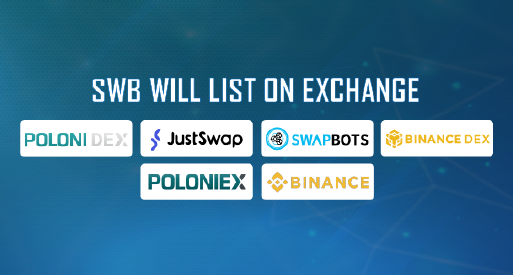 SWB WILL LIST ON EXCHANGE
POLONI DEX JustSwap SWAPBOTS BINANCE DEX
POLONIEX BINANCE